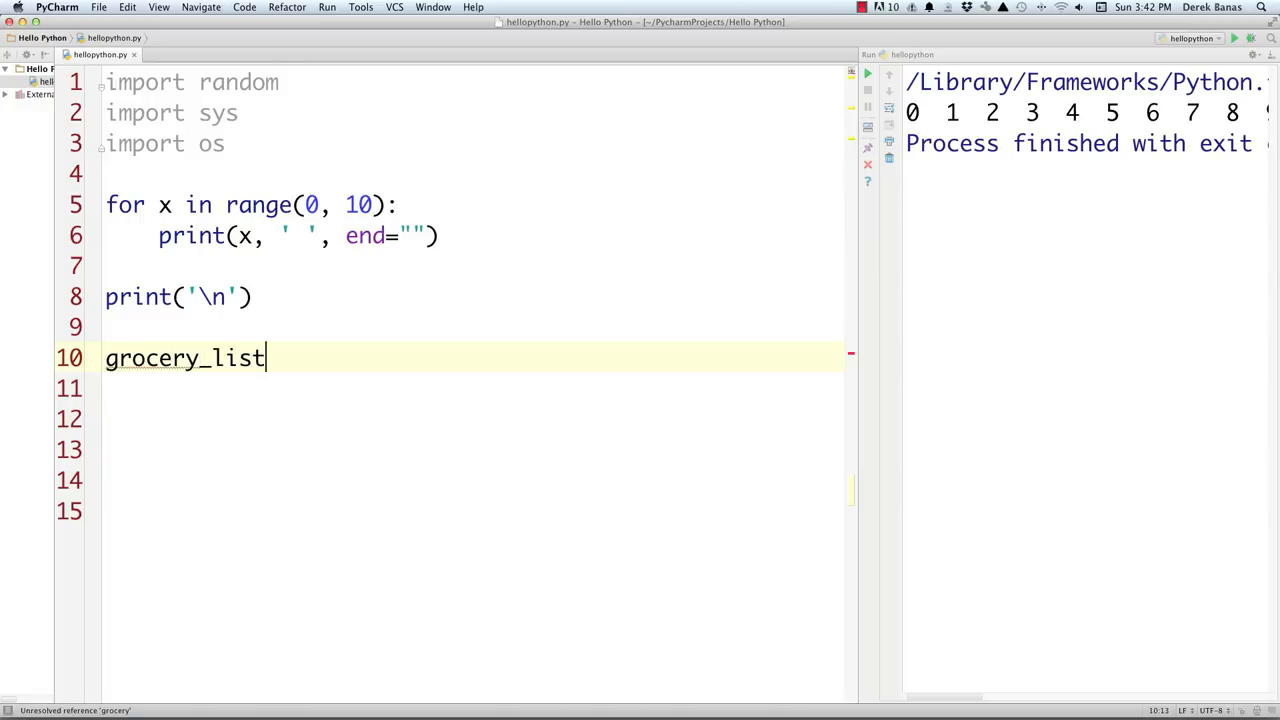 PyCharm File Edit View Navigate Code Refactor Run Tools VCS Window Help 10 Sun 3:42 PM Derek Banas
hellopython.py - Hello Python - [~/PycharmProjects/Hello Python]
Hello Python hellopython.py hellopython
hellopython.py Run hellopython
Hello P
hell
Extern
1 import random
2 import sys
3 import os
4
5 for x in range(0, 10):
6 print(x, ' ', end="")
7
8 print('\n')
9
10 grocery_list
11
12
13
14
15
/Library/Frameworks/Python.
0 1 2 3 4 5 6 7 8
Process finished with exit
Unresolved reference 'grocery' 10:13 LF UTF-8